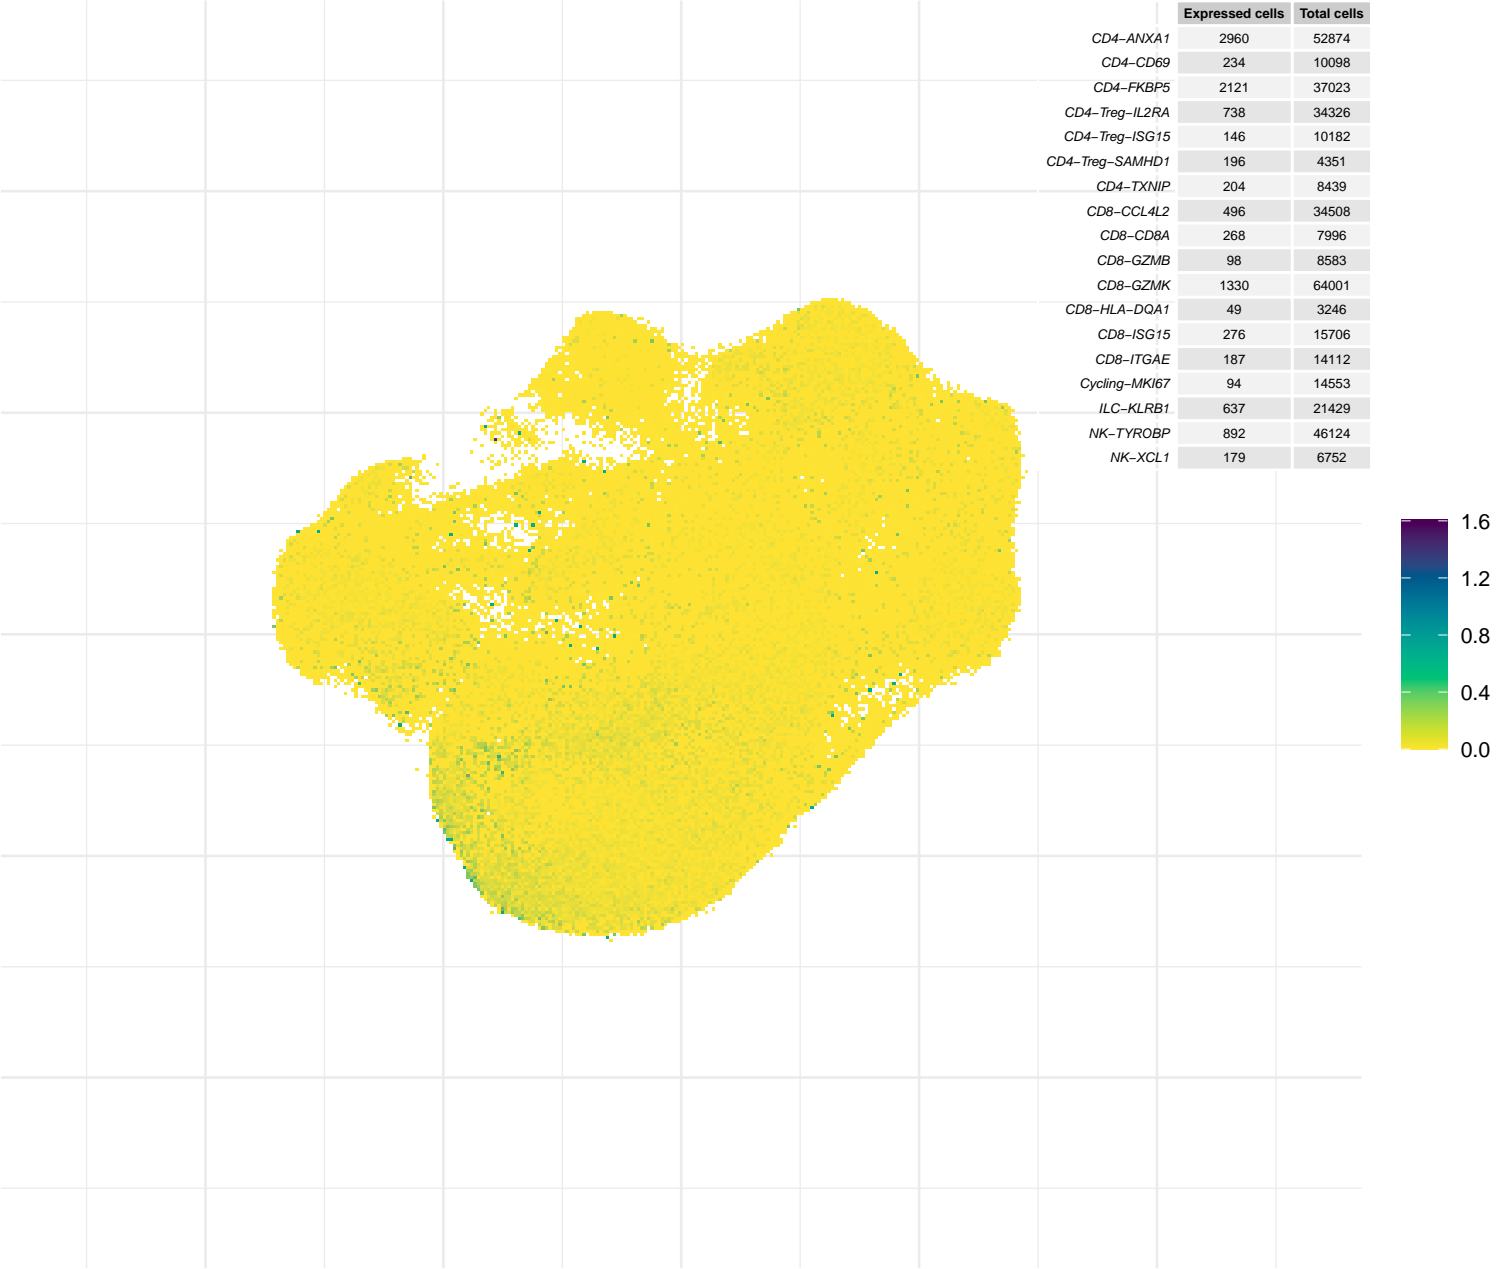 Expressed cells Total cells
CD4−ANXA1 2960 52874
CD4−CD69 234 10098
CD4−FKBP5 2121 37023
CD4−Treg−IL2RA 738 34326
CD4−Treg−ISG15 146 10182
CD4−Treg−SAMHD1 196 4351
CD4−TXNIP 204 8439
CD8−CCL4L2 496 34508
CD8−CD8A 268 7996
CD8−GZMB 98 8583
CD8−GZMK 1330 64001
CD8−HLA−DQA1 49 3246
CD8−ISG15 276 15706
CD8−ITGAE 187 14112
Cycling−MKI67 94 14553
ILC−KLRB1 637 21429
NK−TYROBP 892 46124
NK−XCL1 179 6752
1.6
1.2
0.8
0.4
0.0